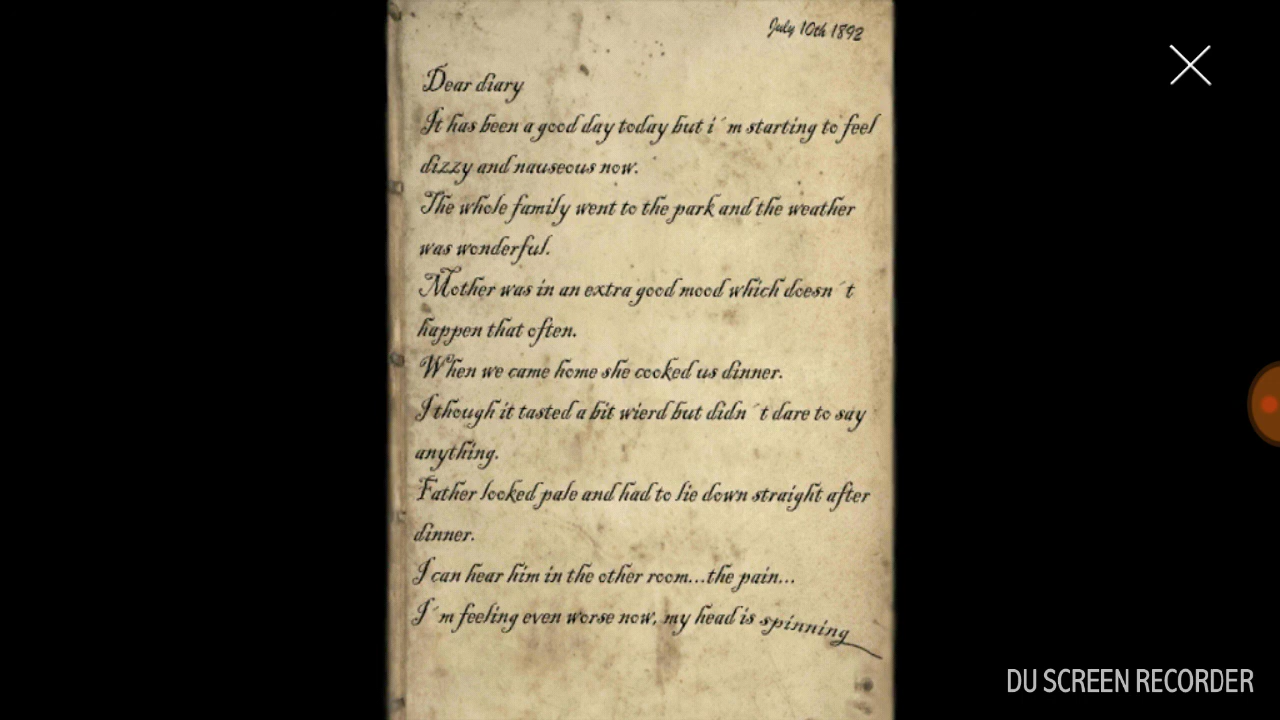 July 10th 1892
Dear diary
It has been a good day today but i´m starting to feel
dizzy and nauseous now.
The whole family went to the park and the weather
was wonderful.
Mother was in an extra good mood which doesn´t
happen that often.
When we came home she cooked us dinner.
I though it tasted a bit wierd but didn´t dare to say
anything.
Father looked pale and had to lie down straight after
dinner.
I can hear him in the other room...the pain...
I´m feeling even worse now, my head is spinning
DU SCREEN RECORDER